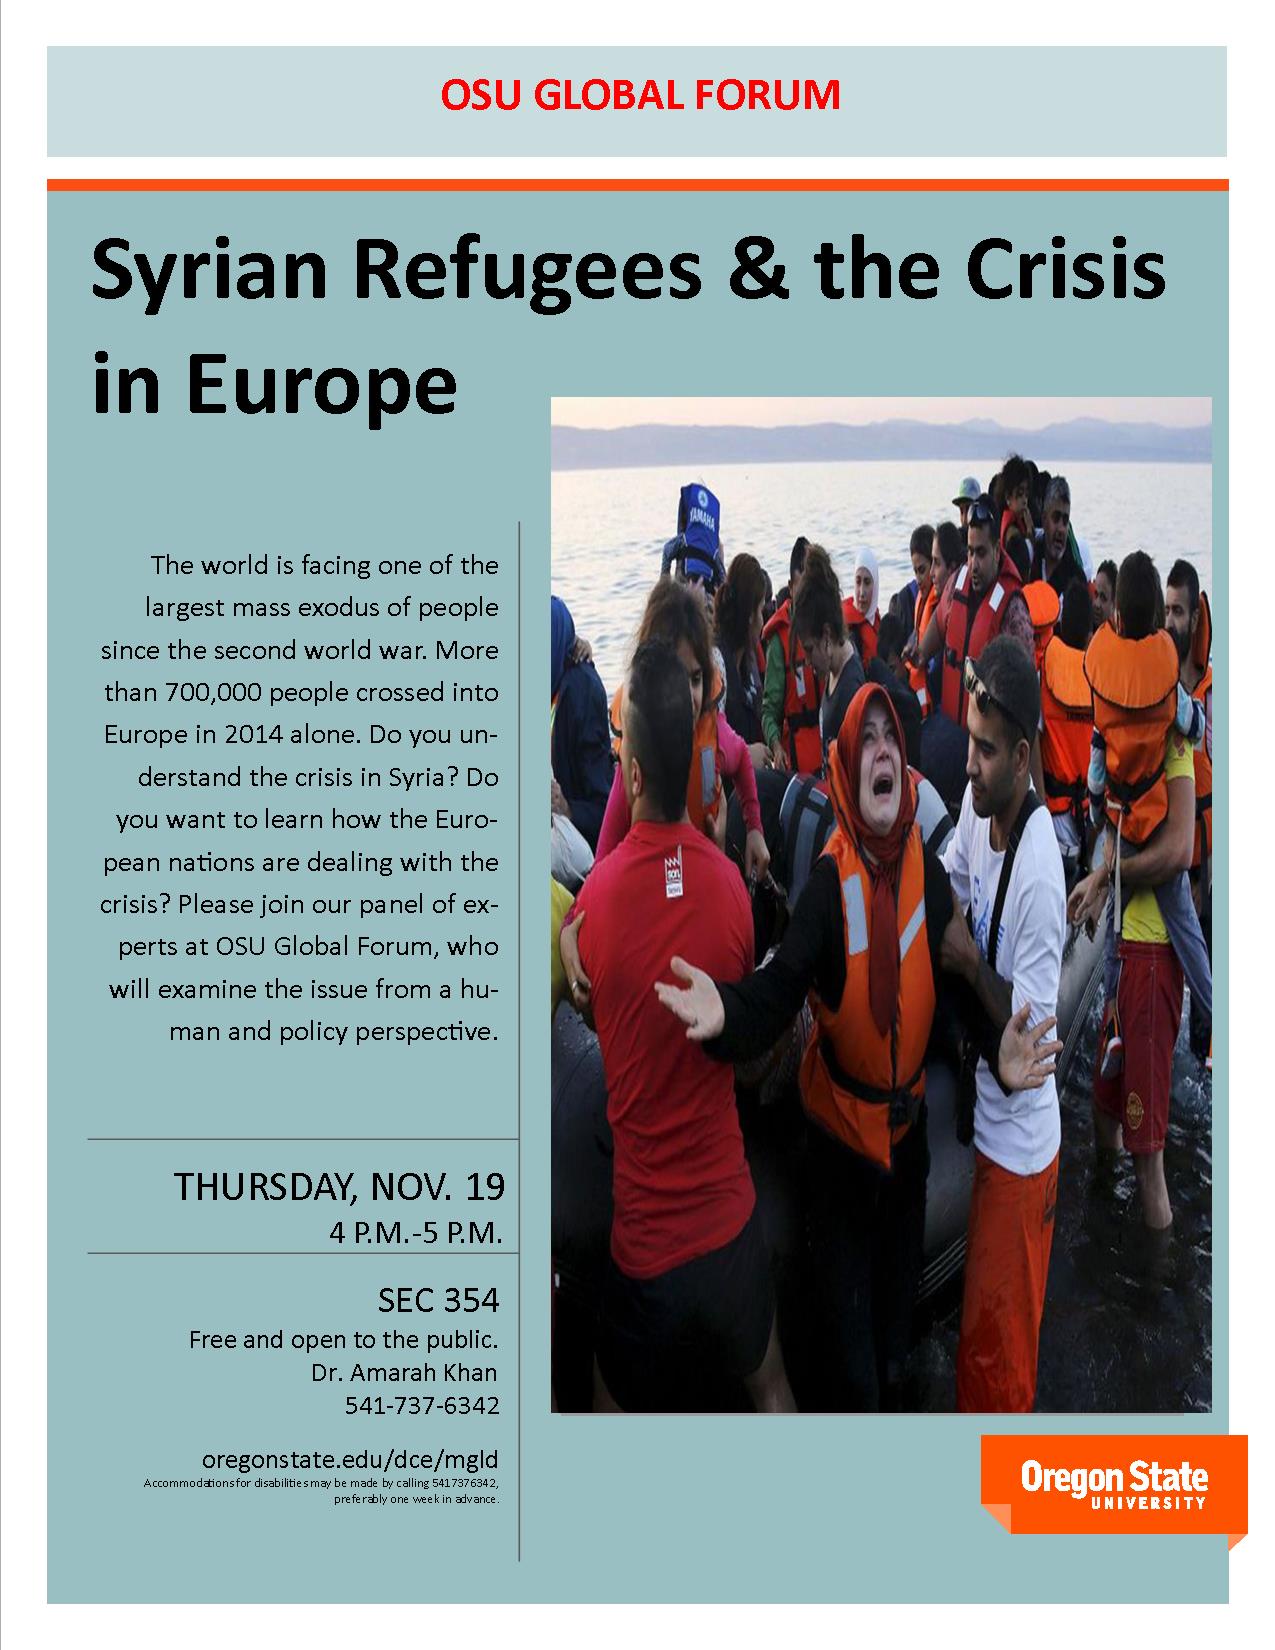 OSU GLOBAL FORUM
Syrian Refugees & the Crisis
in Europe
The world is facing one of the
largest mass exodus of people
since the second world war. More
than 700,000 people crossed into
Europe in 2014 alone. Do you un-
derstand the crisis in Syria? Do
you want to learn how the Euro-
pean nations are dealing with the
crisis? Please join our panel of ex-
perts at OSU Global Forum, who
will examine the issue from a hu-
man and policy perspective.
THURSDAY, NOV. 19
4 P.M.-5 P.M.
SEC 354
Free and open to the public.
Dr. Amarah Khan
541-737-6342
oregonstate.edu/dce/mgld
Accommodations for disabilities may be made by calling 5417376342,
preferably one week in advance.
YAMAHA
Oregon State
UNIVERSITY